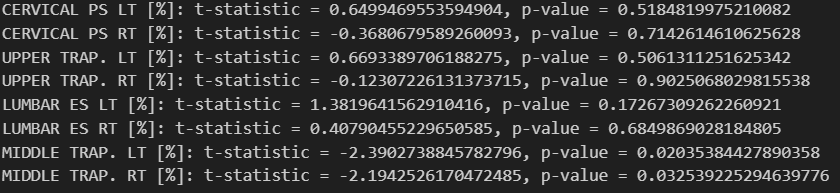 CERVICAL PS LT [%]: t-statistic = 0.6499469553594904, p-value = 0.5184819975210082
CERVICAL PS RT [%]: t-statistic = -0.3680679589260093, p-value = 0.7142614610625628
UPPER TRAP. LT [%]: t-statistic = 0.6693389706188275, p-value = 0.5061311251625342
UPPER TRAP. RT [%]: t-statistic = -0.12307226131373715, p-value = 0.9025068029815538
LUMBAR ES LT [%]: t-statistic = 1.3819641562910416, p-value = 0.17267309262260921
LUMBAR ES RT [%]: t-statistic = 0.40790455229650585, p-value = 0.6849869028184805
MIDDLE TRAP. LT [%]: t-statistic = -2.3902738845782796, p-value = 0.02035384427890358
MIDDLE TRAP. RT [%]: t-statistic = -2.1942526170472485, p-value = 0.032539225294639776